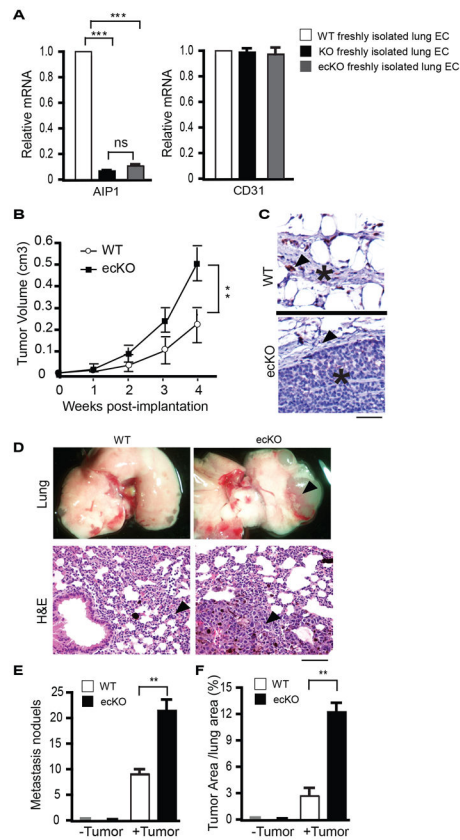 A
***
***
ns
WT freshly isolated lung EC
KO freshly isolated lung EC
ecKO freshly isolated lung EC
Relative mRNA
1.0
0.8
0.6
0.4
0.2
0
AIP1
Relative mRNA
1.0
0.8
0.6
0.4
0.2
0
CD31
B
Tumor Volume (cm3)
0.6
0.5
0.4
0.3
0.2
0.1
0
WT
ecKO
**
0 1 2 3 4
Weeks post-implantation
C
WT
*
ecKO
*
D
WT ecKO
Lung
H&E
E
WT
ecKO
**
Metastasis noduels
25
20
15
10
5
0
-Tumor +Tumor
F
WT
ecKO
**
Tumor Area /lung area (%)
15
12
9
6
3
0
-Tumor +Tumor